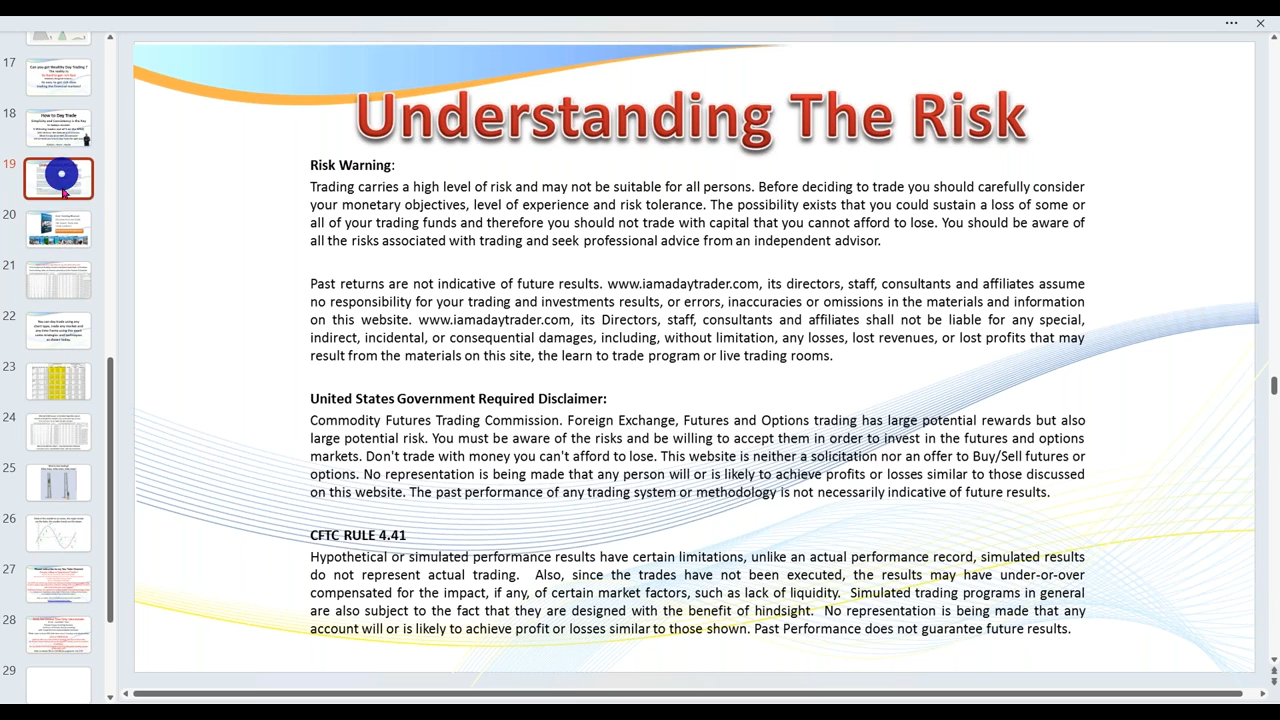 17
Can you get Wealthy Day Trading ?
18
How to Day Trade
19
20
22
23
24
25
26
27
28
29
Understanding The Risk
Risk Warning:
Trading carries a high level of risk and may not be suitable for all persons. Before deciding to trade you should carefully consider
your monetary objectives, level of experience and risk tolerance. The possibility exists that you could sustain a loss of some or
all of your trading funds and therefore you should not trade with capital that you cannot afford to lose. You should be aware of
all the risks associated with trading and seek professional advice from an independent advisor.
Past returns are not indicative of future results. www.iamadaytrader.com, its directors, staff, consultants and affiliates assume
no responsibility for your trading and investments results, or errors, inaccuracies or omissions in the materials and information
on this website. www.iamadaytrader.com, its Directors, staff, consultants and affiliates shall not be liable for any special,
indirect, incidental, or consequential damages, including, without limitation, any losses, lost revenues, or lost profits that may
result from the materials on this site, the learn to trade program or live trading rooms.
United States Government Required Disclaimer:
Commodity Futures Trading Commission. Foreign Exchange, Futures and Options trading has large potential rewards but also
large potential risk. You must be aware of the risks and be willing to accept them in order to invest in the futures and options
markets. Don't trade with money you can't afford to lose. This website is neither a solicitation nor an offer to Buy/Sell futures or
options. No representation is being made that any person will or is likely to achieve profits or losses similar to those discussed
on this website. The past performance of any trading system or methodology is not necessarily indicative of future results.
CFTC RULE 4.41
Hypothetical or simulated performance results have certain limitations, unlike an actual performance record, simulated results
do not represent actual trading. Also, since the trades have not been executed, the results may have under-or-over
compensated for the impact, if any, of certain market factors, such as lack of liquidity. Simulated trading programs in general
are also subject to the fact that they are designed with the benefit of hindsight. No representation is being made that any
account will or is likely to achieve profit or losses similar to those shown. Past Performance does not guarantee future results.